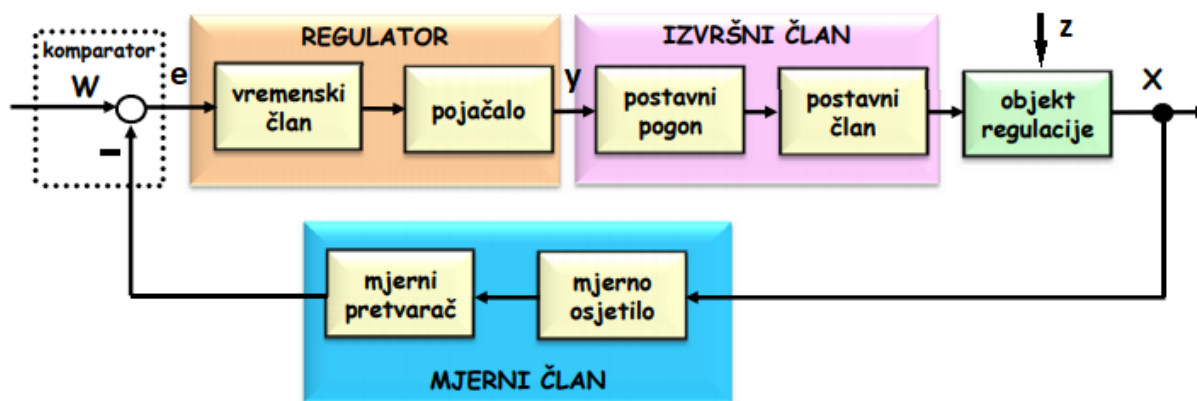 komparator
REGULATOR
IZVRŠNI ČLAN
z
W
e
vremenski
član
pojačalo
y
postavni
pogon
postavni
član
objekt
regulacije
X
-
mjerni
pretvarač
mjerno
osjetilo
MJERNI ČLAN